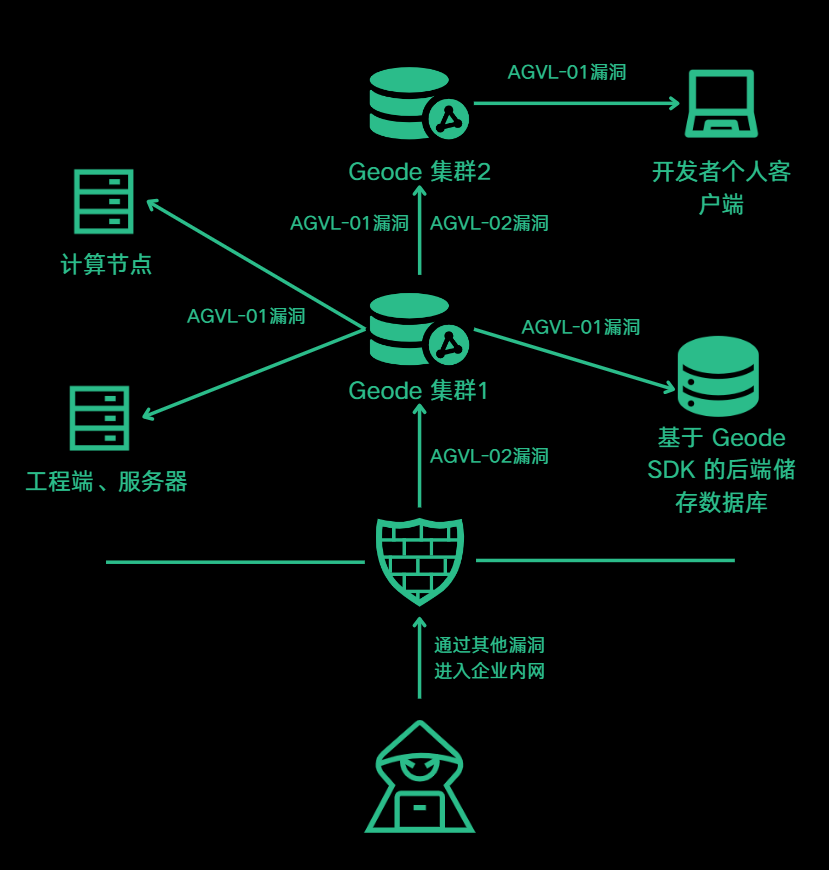 AGVL-01漏洞
Geode 集群2
开发者个人客
户端
AGVL-01漏洞
AGVL-02漏洞
计算节点
AGVL-01漏洞
AGVL-01漏洞
Geode 集群1
基于 Geode
SDK 的后端储
存数据库
AGVL-02漏洞
工程端、服务器
通过其他漏洞
进入企业内网